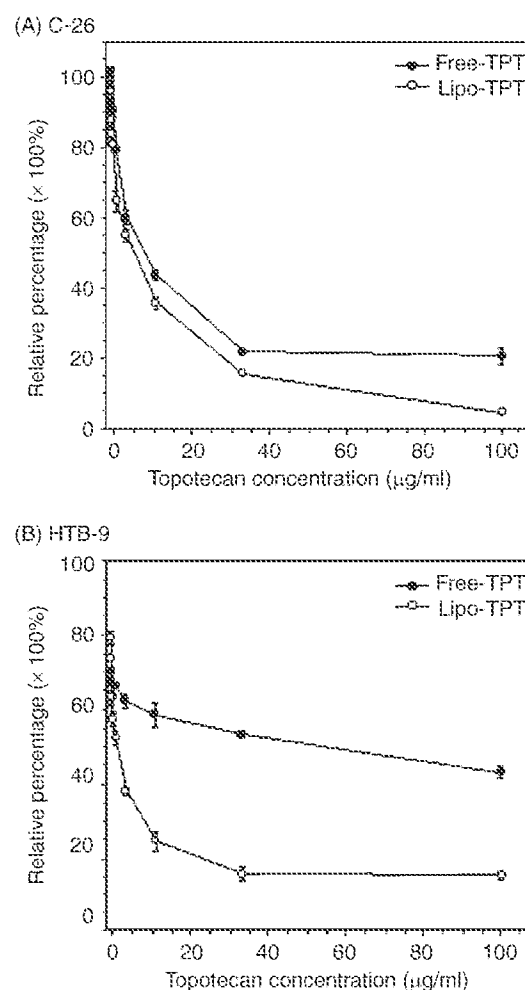 (A) C-26
Free-TPT
Lipo-TPT
Relative percentage (× 100%)
100
80
60
40
20
0
0 20 40 60 80 100
Topotecan concentration (µg/ml)
(B) HTB-9
Free-TPT
Lipo-TPT
Relative percentage (× 100%)
100
80
60
40
20
0
0 20 40 60 80 100
Topotecan concentration (µg/ml)